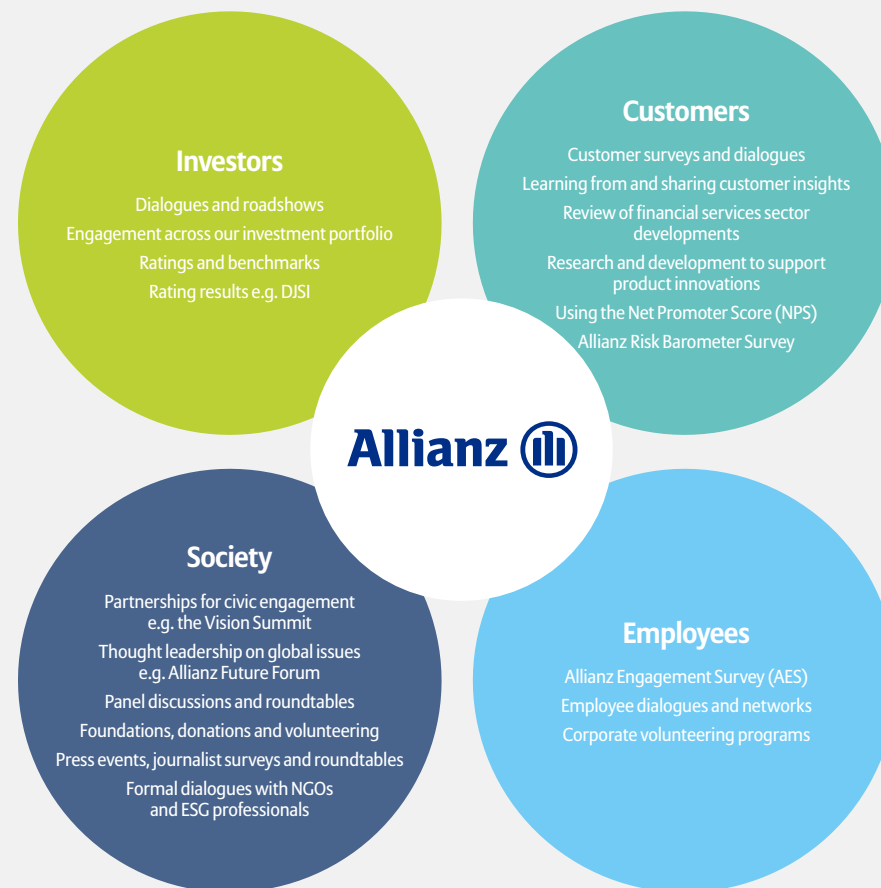 Investors
Dialogues and roadshows
Engagement across our investment portfolio
Ratings and benchmarks
Rating results e.g. DJSI
Customers
Customer surveys and dialogues
Learning from and sharing customer insights
Review of financial services sector
developments
Research and development to support
product innovations
Using the Net Promoter Score (NPS)
Allianz Risk Barometer Survey
Allianz
Society
Partnerships for civic engagement
e.g. the Vision Summit
Thought leadership on global issues
e.g. Allianz Future Forum
Panel discussions and roundtables
Foundations, donations and volunteering
Press events, journalist surveys and roundtables
Formal dialogues with NGOs
and ESG professionals
Employees
Allianz Engagement Survey (AES)
Employee dialogues and networks
Corporate volunteering programs